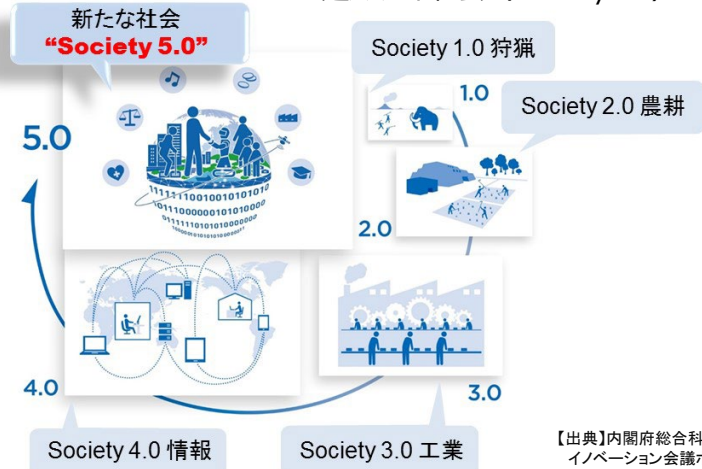 新たな社会
“Society 5.0”
Society 1.0 狩猟
1.0
Society 2.0 農耕
5.0
2.0
4.0
3.0
Society 4.0 情報
Society 3.0 工業
【出典】内閣府総合科
イノベーション会議